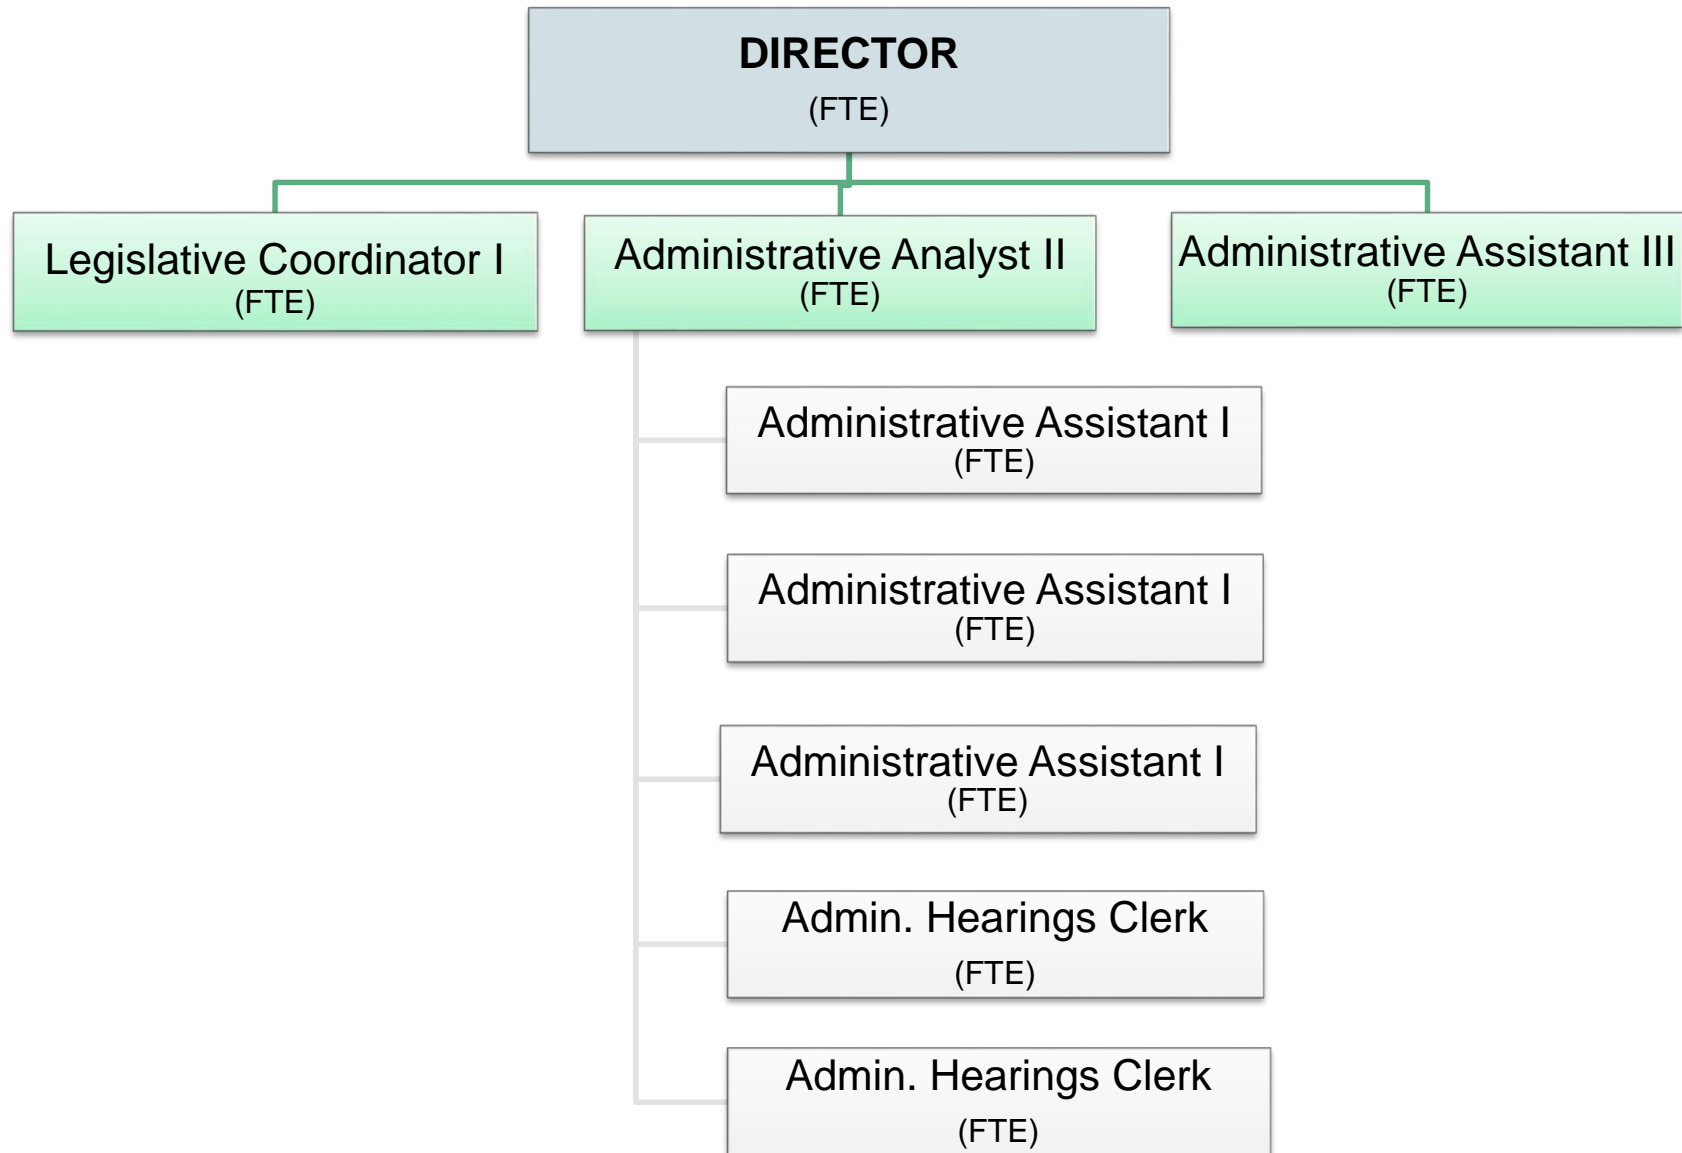 DIRECTOR
(FTE)
Legislative Coordinator I
(FTE)
Administrative Analyst II
(FTE)
Administrative Assistant III
(FTE)
Administrative Assistant I
(FTE)
Administrative Assistant I
(FTE)
Administrative Assistant I
(FTE)
Admin. Hearings Clerk
(FTE)
Admin. Hearings Clerk
(FTE)